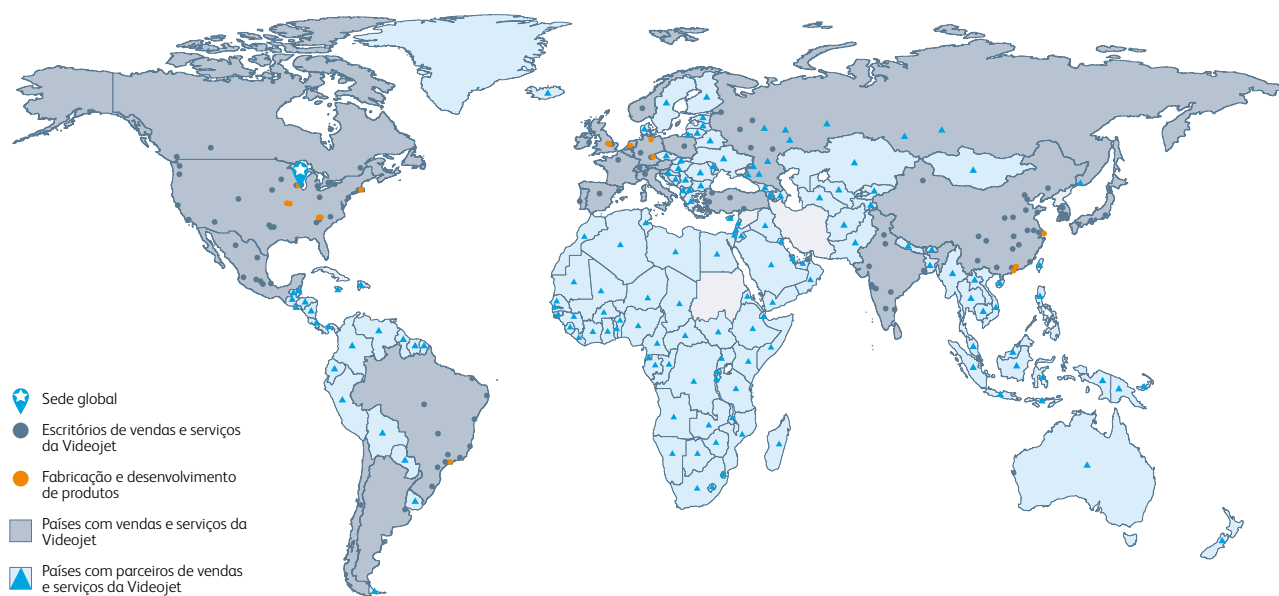 Sede global
Escritórios de vendas e serviços
da Videojet
Fabricação e desenvolvimento
de produtos
Países com vendas e serviços da
Videojet
Países com parceiros de vendas
e serviços da Videojet